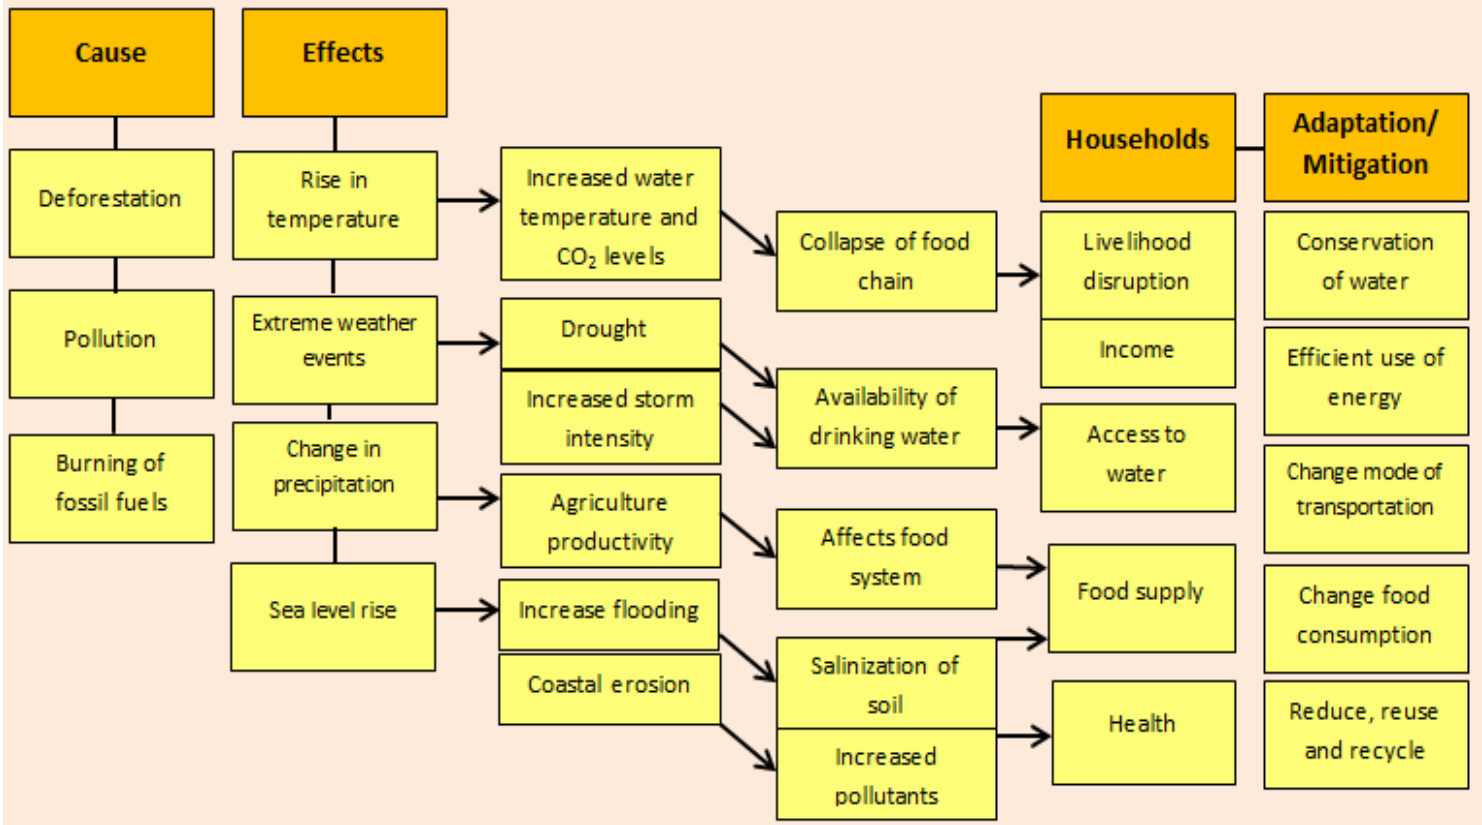 Cause
Deforestation
Pollution
Burning of
fossil fuels
Effects
Rise in
temperature
Extreme weather
events
Change in
precipitation
Sea level rise
Increased water
temperature and
CO₂ levels
Drought
Increased storm
intensity
Agriculture
productivity
Increase flooding
Coastal erosion
Collapse of food
chain
Availability of
drinking water
Affects food
system
Salinization of
soil
Increased
pollutants
Households
Livelihood
disruption
Income
Access to
water
Food supply
Health
Adaptation/
Mitigation
Conservation
of water
Efficient use of
energy
Change mode of
transportation
Change food
consumption
Reduce, reuse
and recycle